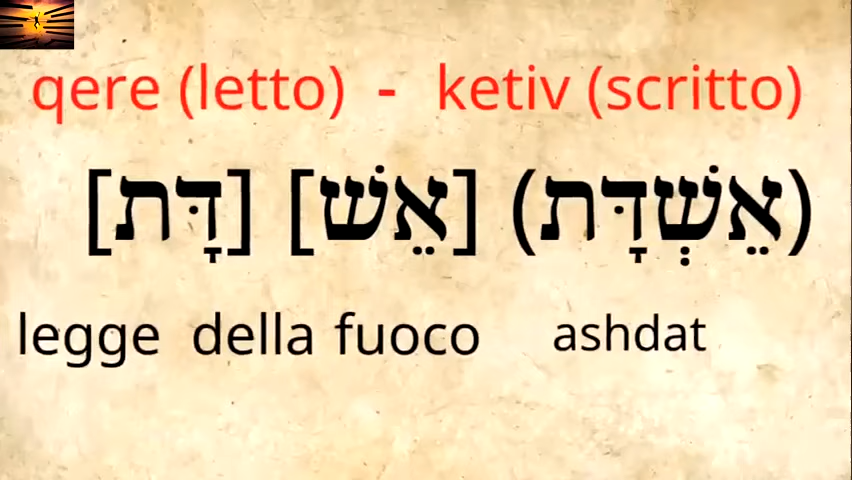 qere (letto) - ketiv (scritto)
(אֵשְׁדָּת) [אֵשׁ] [דָּת]
legge della fuoco ashdat